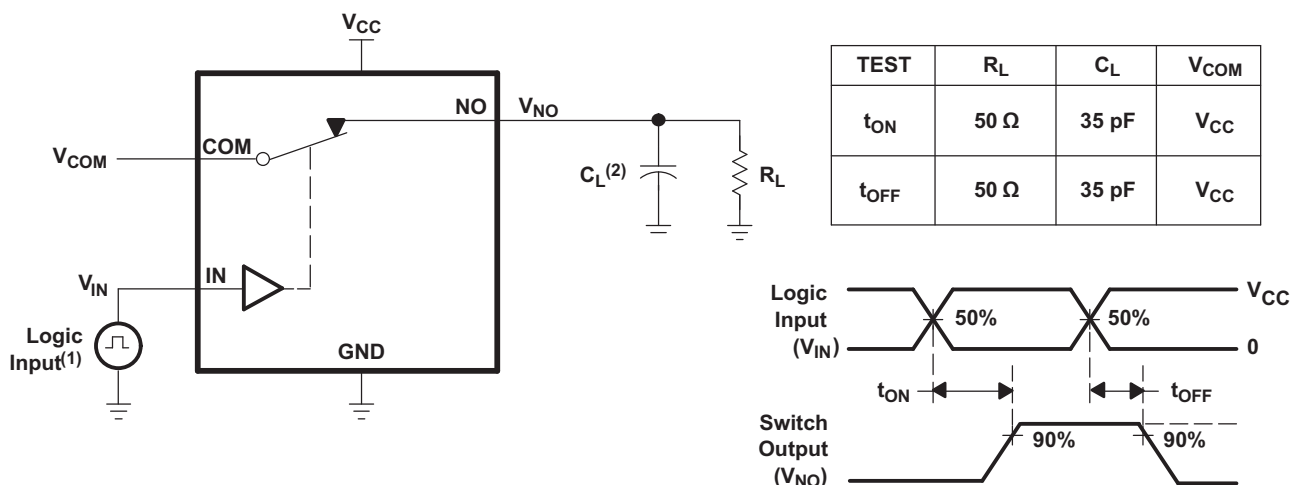 VCC
NO
VNO
COM
VCOM
CL(2)
RL
VIN
IN
Logic
Input(1)
GND
TEST RL CL VCOM
tON 50 Ω 35 pF VCC
tOFF 50 Ω 35 pF VCC
Logic
Input
(VIN)
50%
50%
VCC
0
tON
tOFF
Switch
Output
(VNO)
90%
90%